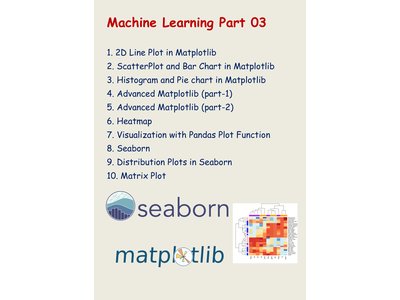 Machine Learning Part 03
1. 2D Line Plot in Matplotlib
2. ScatterPlot and Bar Chart in Matplotlib
3. Histogram and Pie chart in Matplotlib
4. Advanced Matplotlib (part-1)
5. Advanced Matplotlib (part-2)
6. Heatmap
7. Visualization with Pandas Plot Function
8. Seaborn
9. Distribution Plots in Seaborn
10. Matrix Plot
seaborn
matplotlib